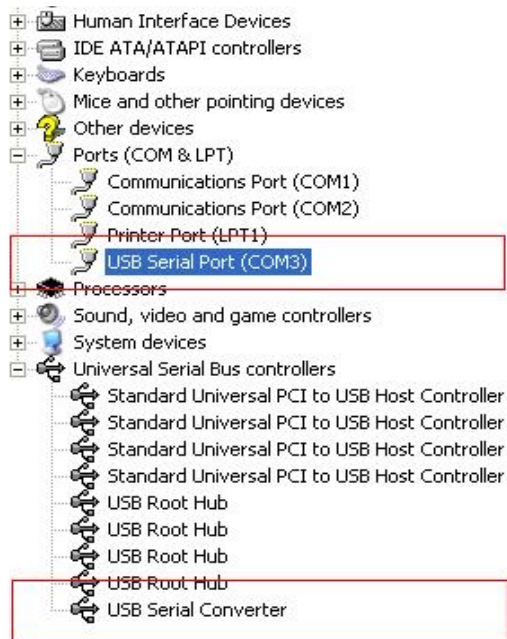 Human Interface Devices
IDE ATA/ATAPI controllers
Keyboards
Mice and other pointing devices
Other devices
Ports (COM & LPT)
Communications Port (COM1)
Communications Port (COM2)
Printer Port (LPT1)
USB Serial Port (COM3)
Processors
Sound, video and game controllers
System devices
Universal Serial Bus controllers
Standard Universal PCI to USB Host Controller
Standard Universal PCI to USB Host Controller
Standard Universal PCI to USB Host Controller
Standard Universal PCI to USB Host Controller
USB Root Hub
USB Root Hub
USB Root Hub
USB Root Hub
USB Serial Converter